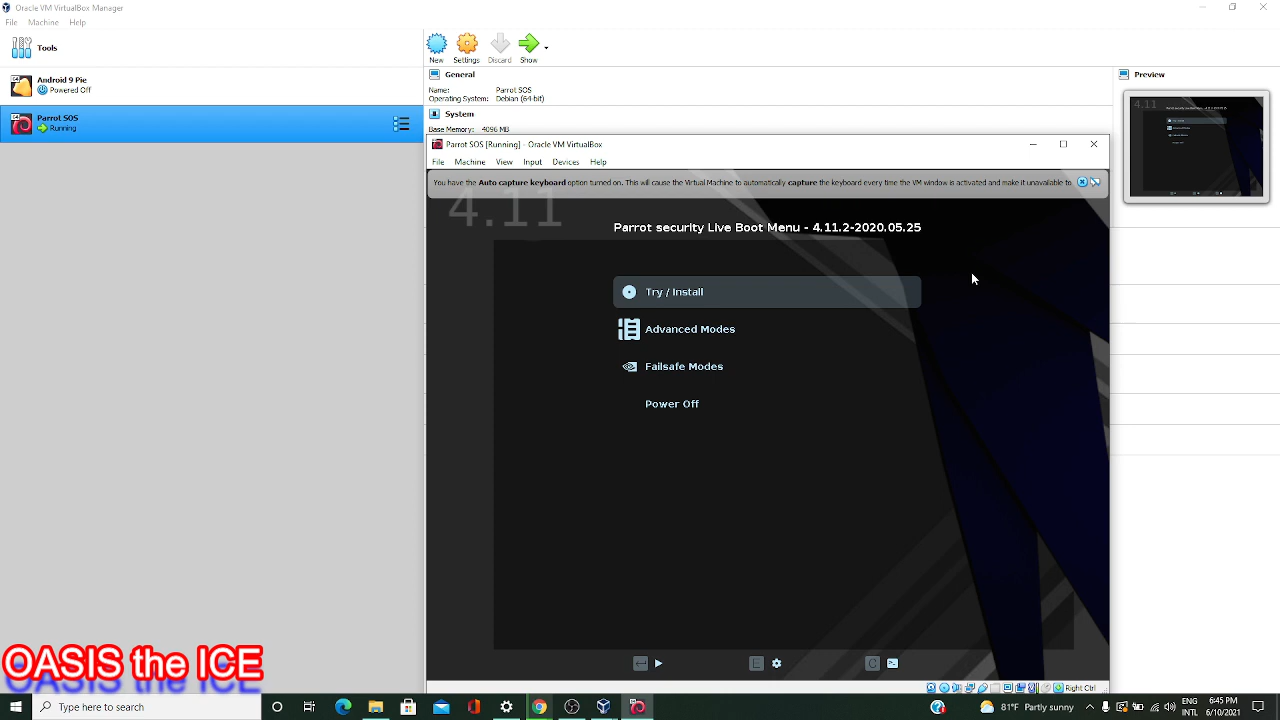 Oracle VM VirtualBox Manager
File Machine Help
Tools
New Settings Discard Show
Android 9 Pie
Powered Off
Parrot SOS
Running
General
Name: Parrot SOS
Operating System: Debian (64-bit)
System
Base Memory: 4096 MB
Preview
Parrot SOS [Running] - Oracle VM VirtualBox
File Machine View Input Devices Help
You have the Auto capture keyboard option turned on. This will cause the Virtual Machine to automatically capture the keyboard every time the VM window is activated and make it unavailable to
4.11
Parrot security Live Boot Menu - 4.11.2-2020.05.25
Try / Install
Advanced Modes
Failsafe Modes
Power Off
E
C
Right Ctrl
OASIS the ICE
Type here to search
81°F Partly sunny
ENG
INTL
6:45 PM
6/10/2021